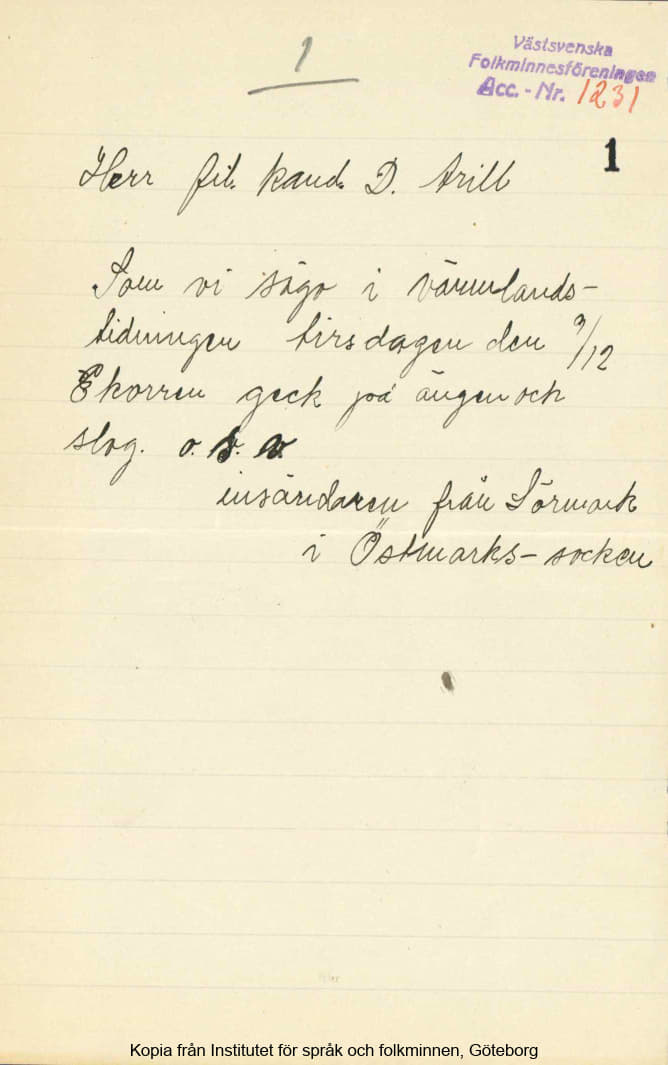 1
Västsvenska
Folkminnesföreningen
Acc. - Nr. 1231
1
Herr fil. kand. D. Arill
Som vi sågo i värmlands-
tidningen tirsdagen den 9/12
Ekorren geck på ängen och
slog. o. s. v.
insändaren från Sörmark
i Östmarks- socken
Kopia från Institutet för språk och folkminnen, Göteborg